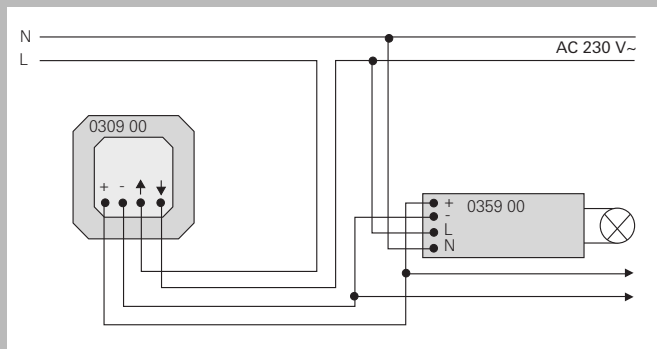 N
AC 230 V~
L
0309 00
+ - ↑ ↓
0359 00
+
-
L
N